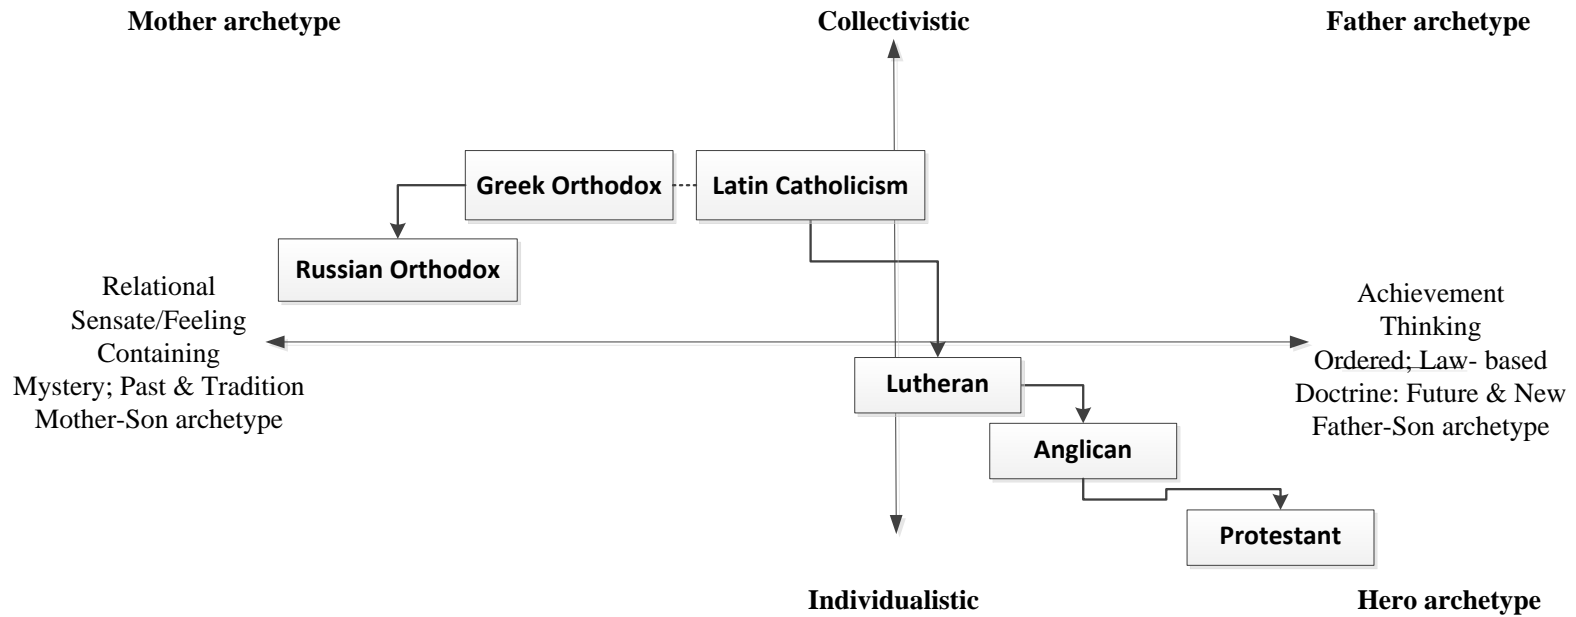 Mother archetype
Collectivistic
Father archetype
Greek Orthodox
Latin Catholicism
Russian Orthodox
Relational
Sensate/Feeling
Containing
Mystery; Past & Tradition
Mother-Son archetype
Achievement
Thinking
Ordered; Law- based
Doctrine: Future & New
Father-Son archetype
Lutheran
Anglican
Protestant
Individualistic
Hero archetype